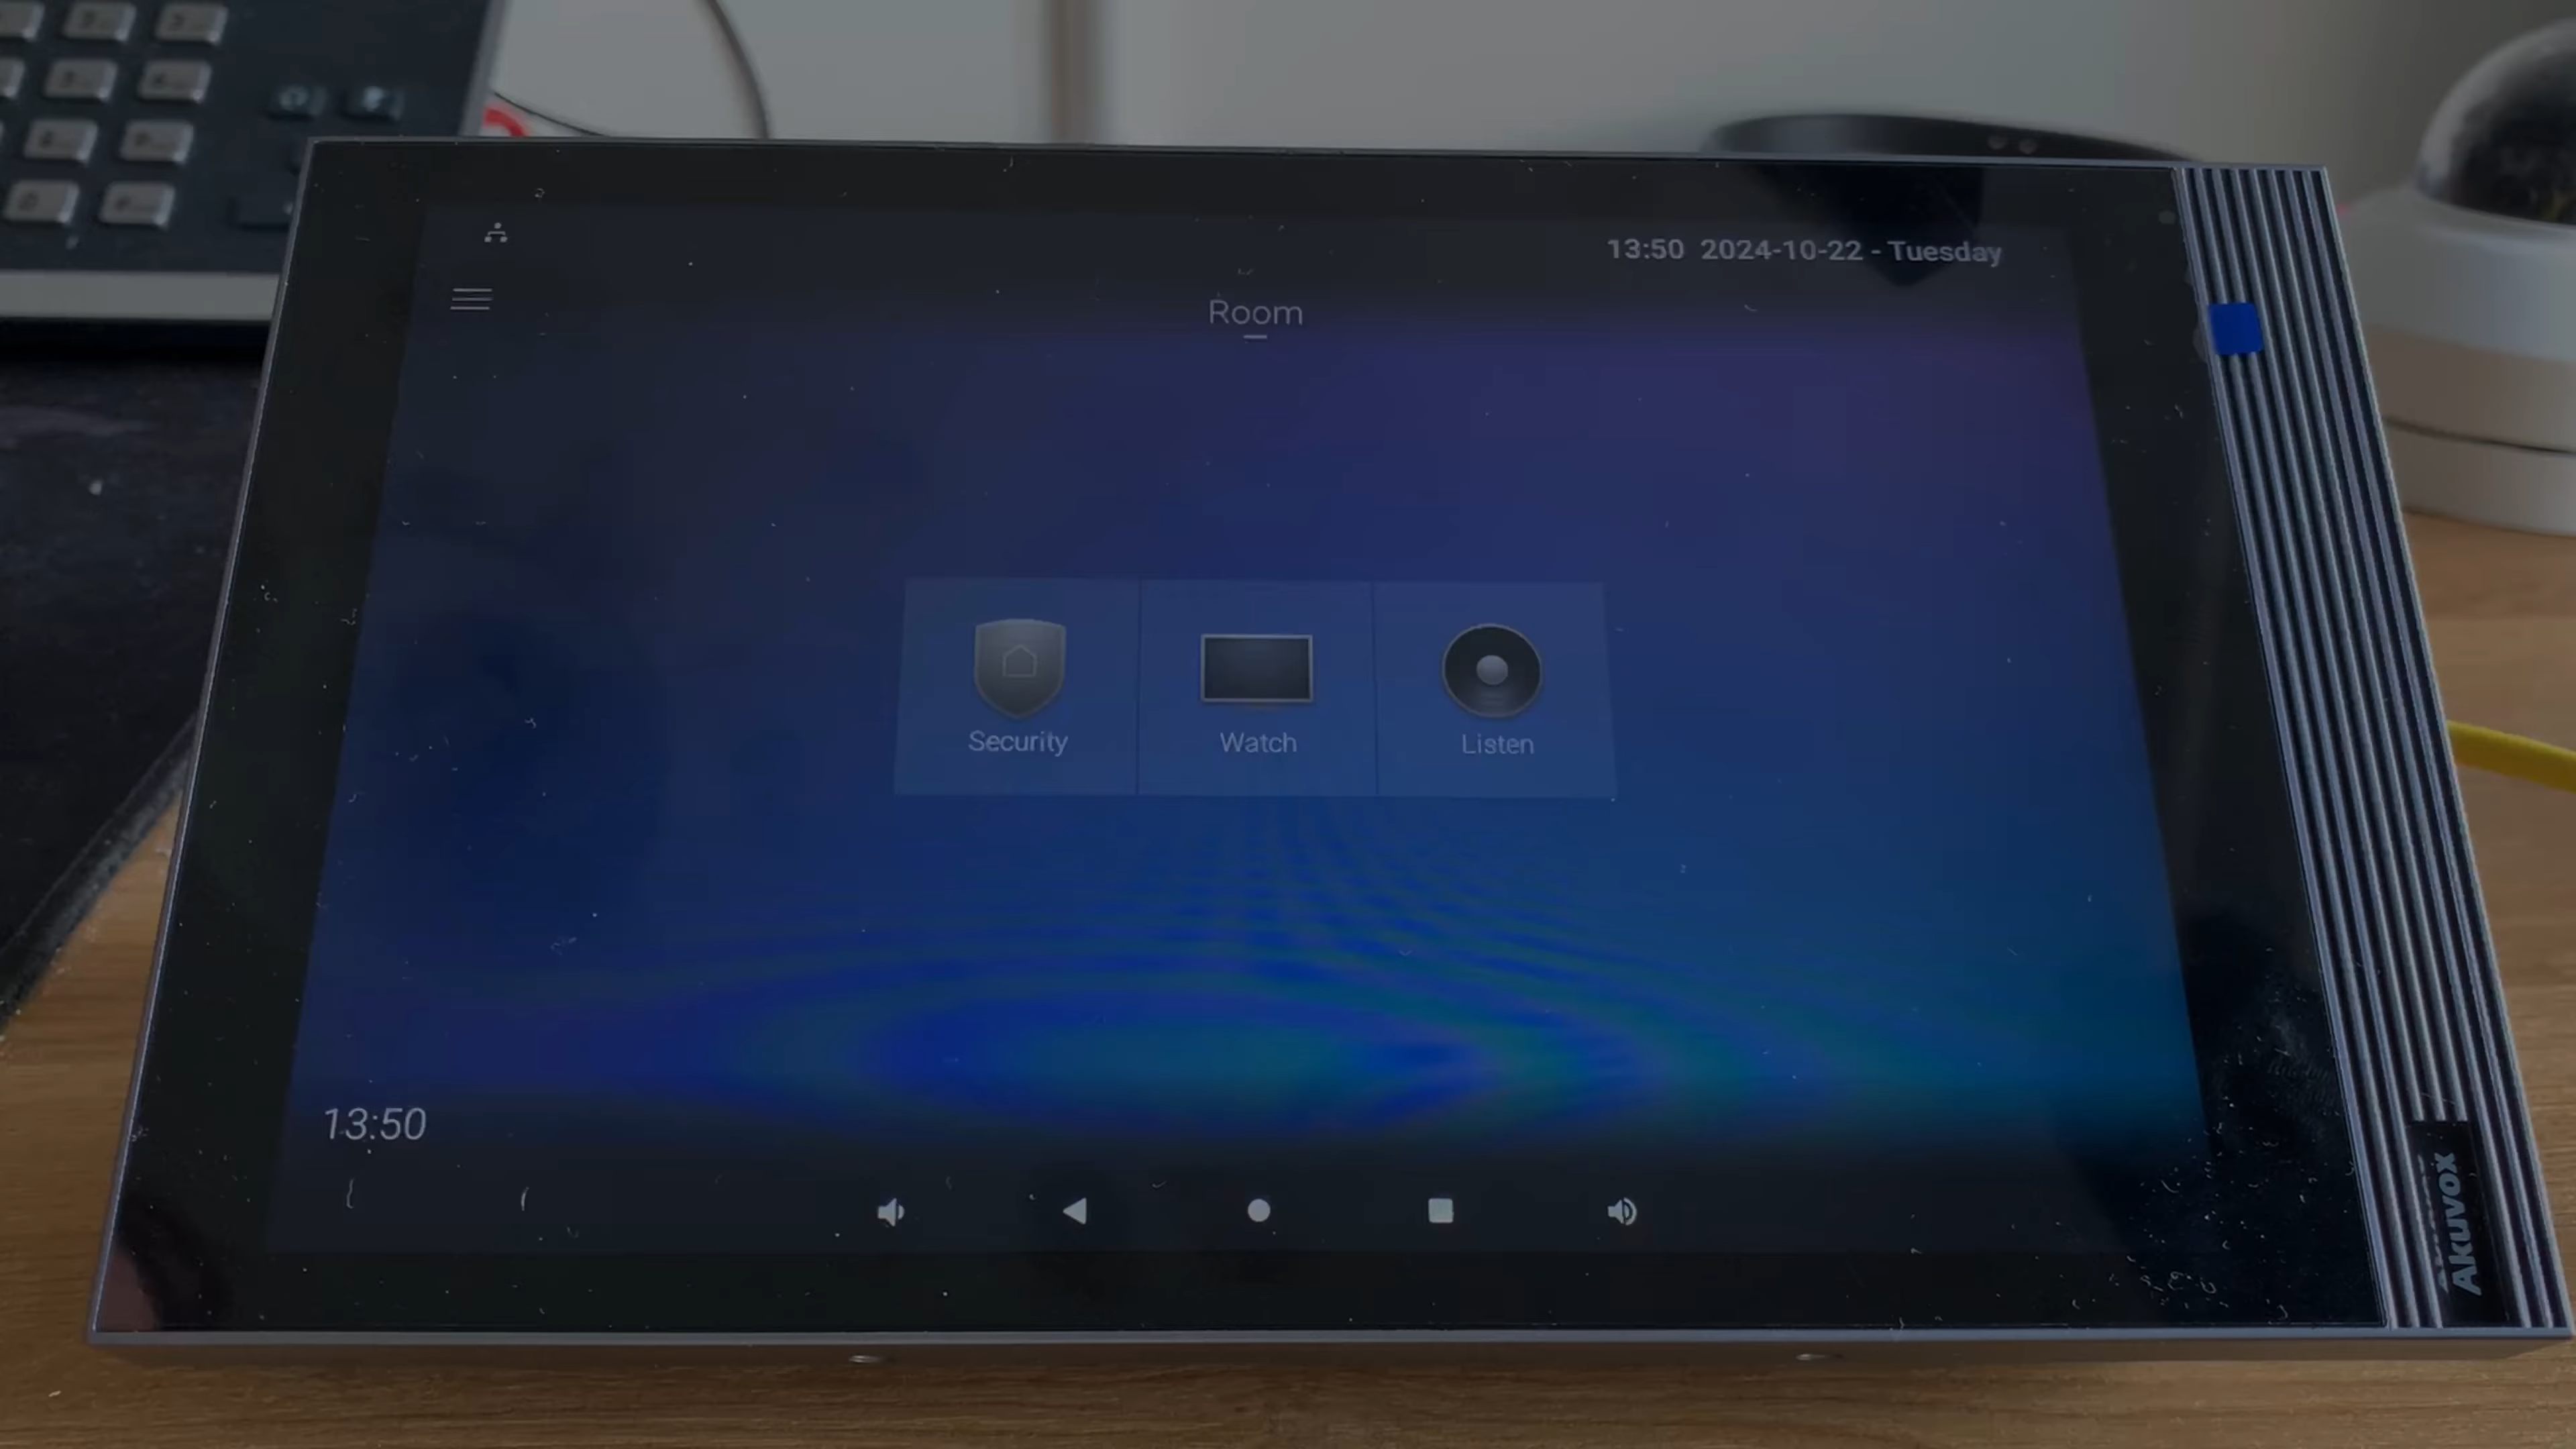 13:50 2024-10-22 - Tuesday
Room
Security
Watch
Listen
13:50
Akuvox